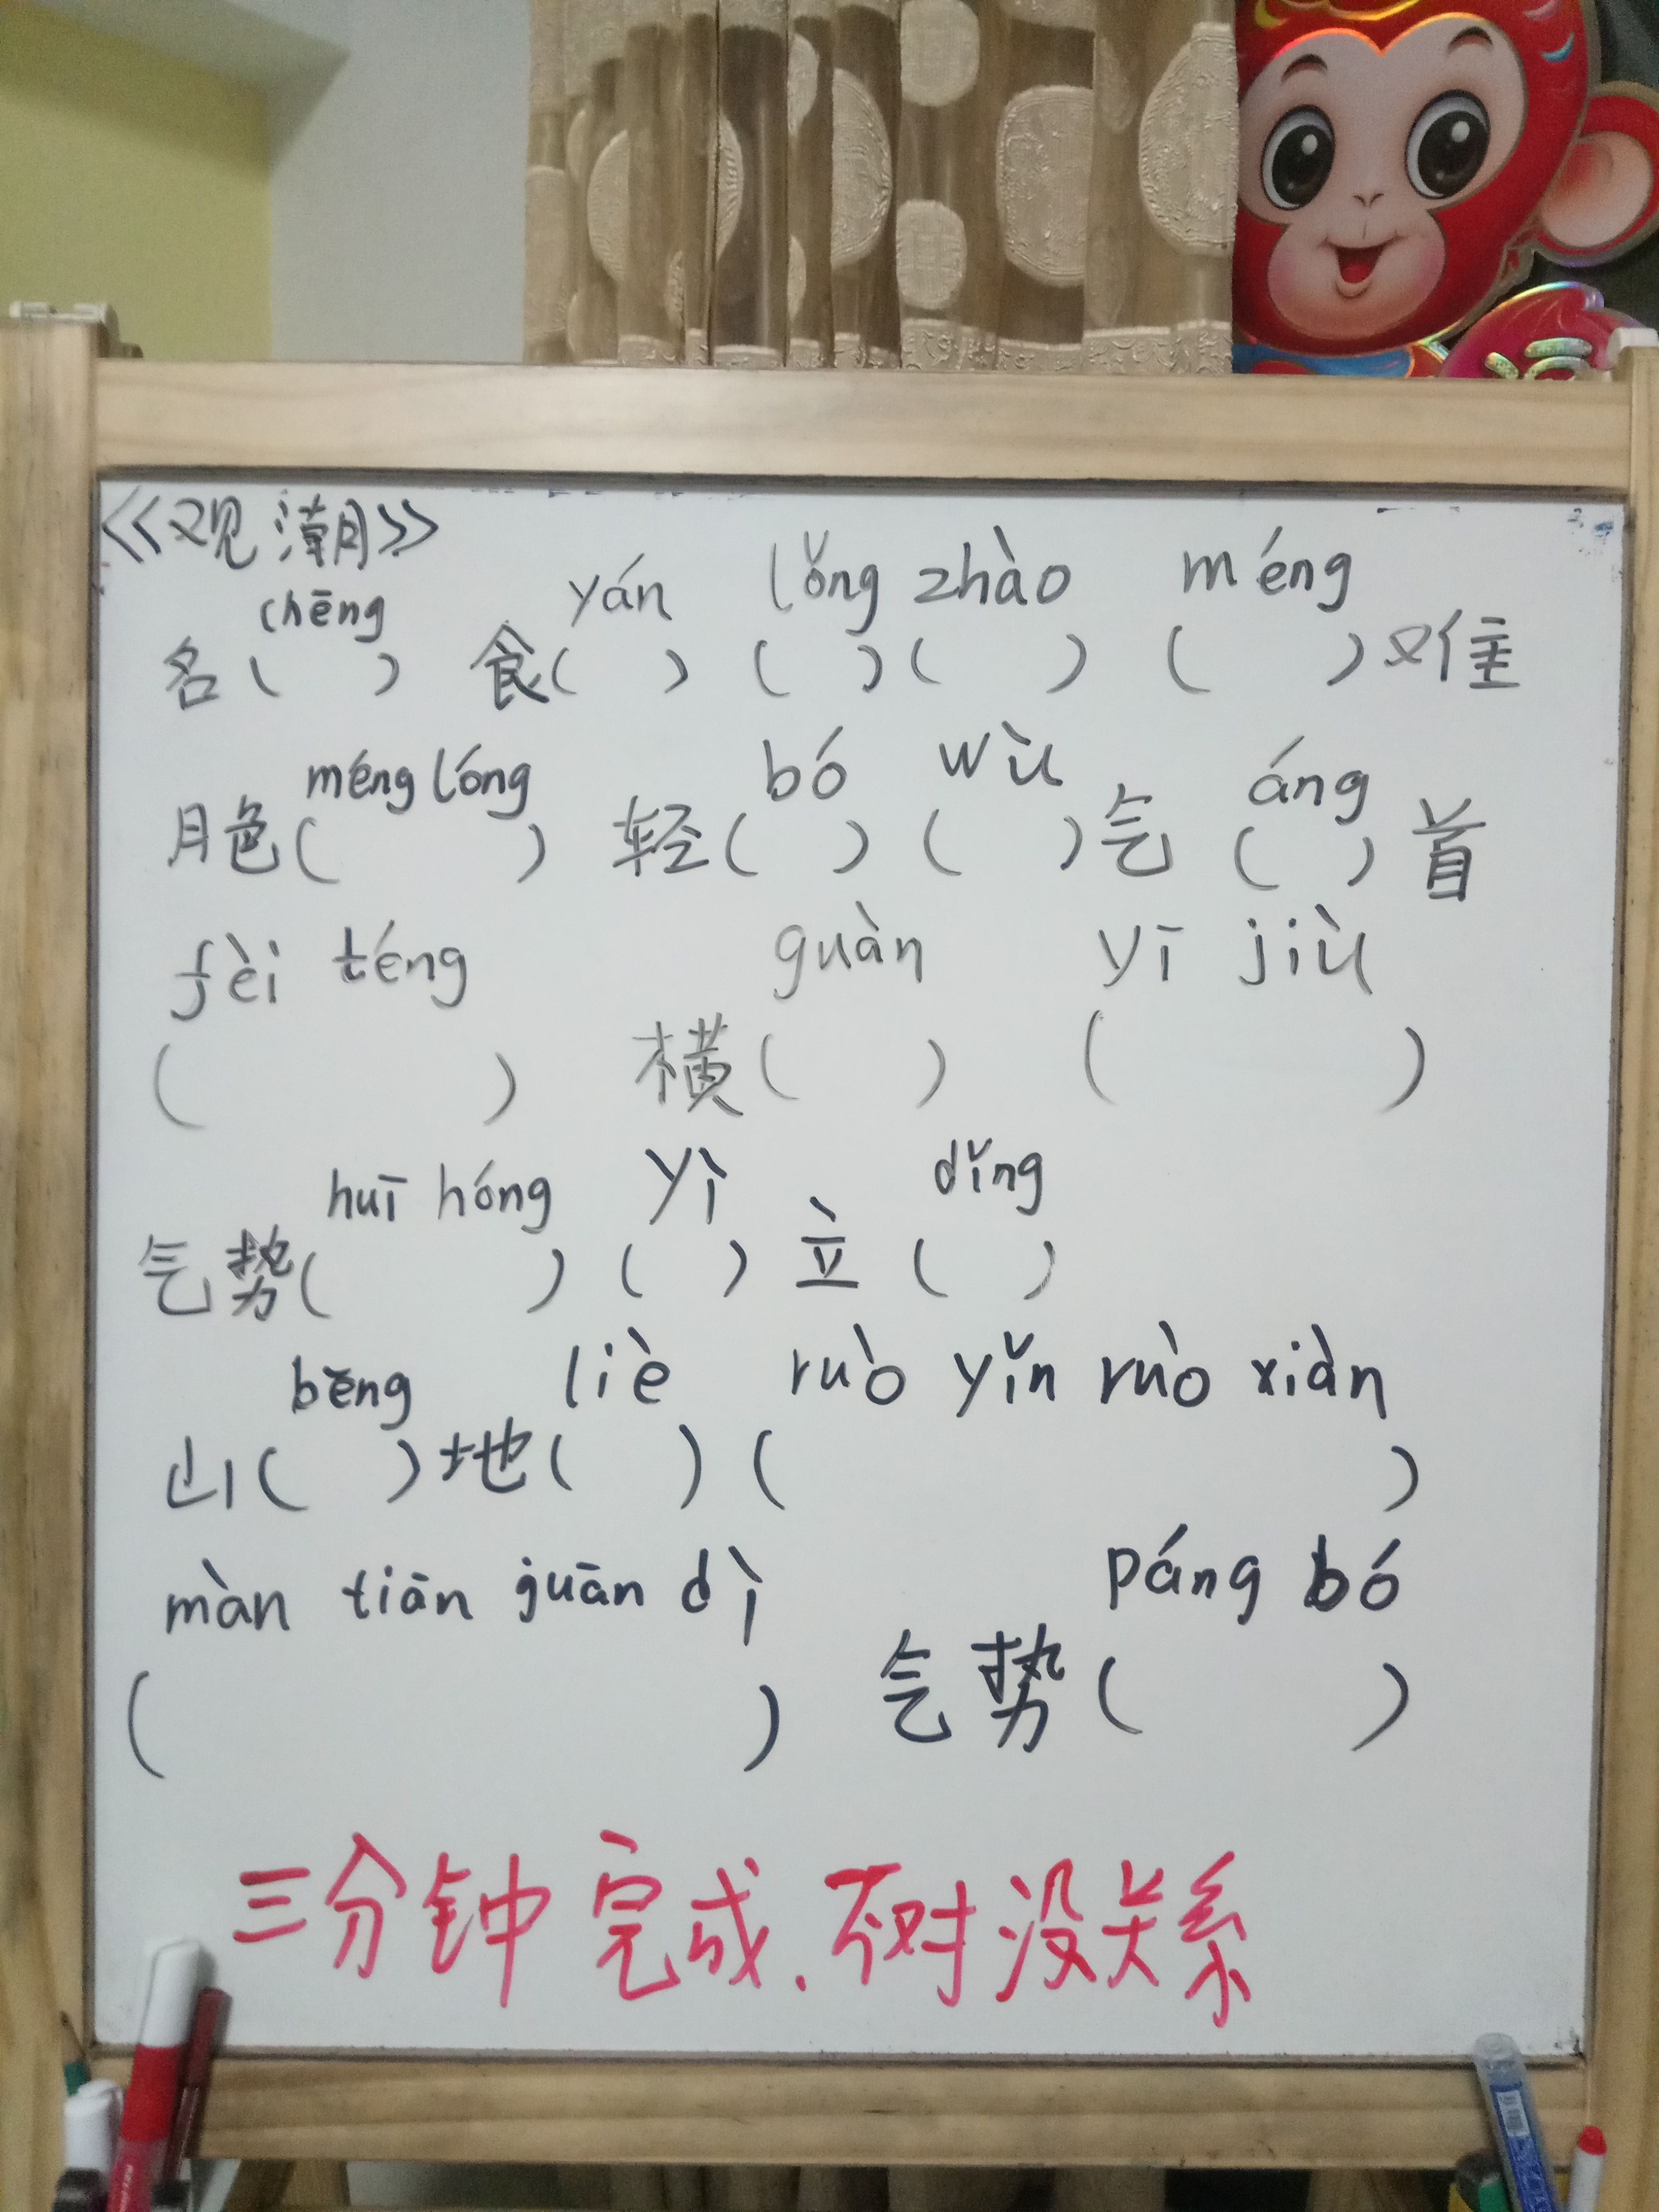 《观潮》
chēng yán lǒng zhào méng
名( ) 食( ) ( )( ) ( )难
méng lóng bó wù áng
月色( ) 轻( ) ( )气 ( )首
fèi téng guàn yī jiù
( ) 横( ) ( )
huī hóng yì dǐng
气势( ) ( )立( )
bēng liè ruò yǐn ruò xiàn
山( )地( ) ( )
màn tiān juān dì páng bó
( ) 气势( )
三分钟完成.不对没关系